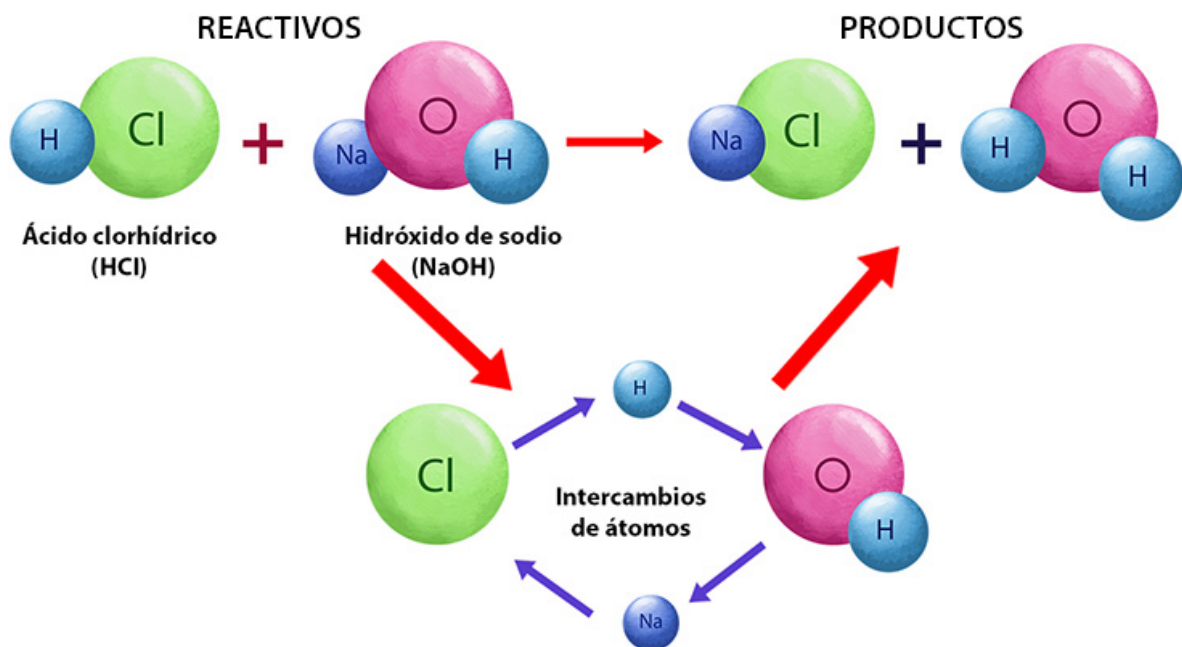 REACTIVOS
PRODUCTOS
H
Cl
+
Na
O
H
Na
Cl
+
H
O
H
Ácido clorhídrico
(HCl)
Hidróxido de sodio
(NaOH)
H
Cl
O
H
Intercambios
de átomos
Na